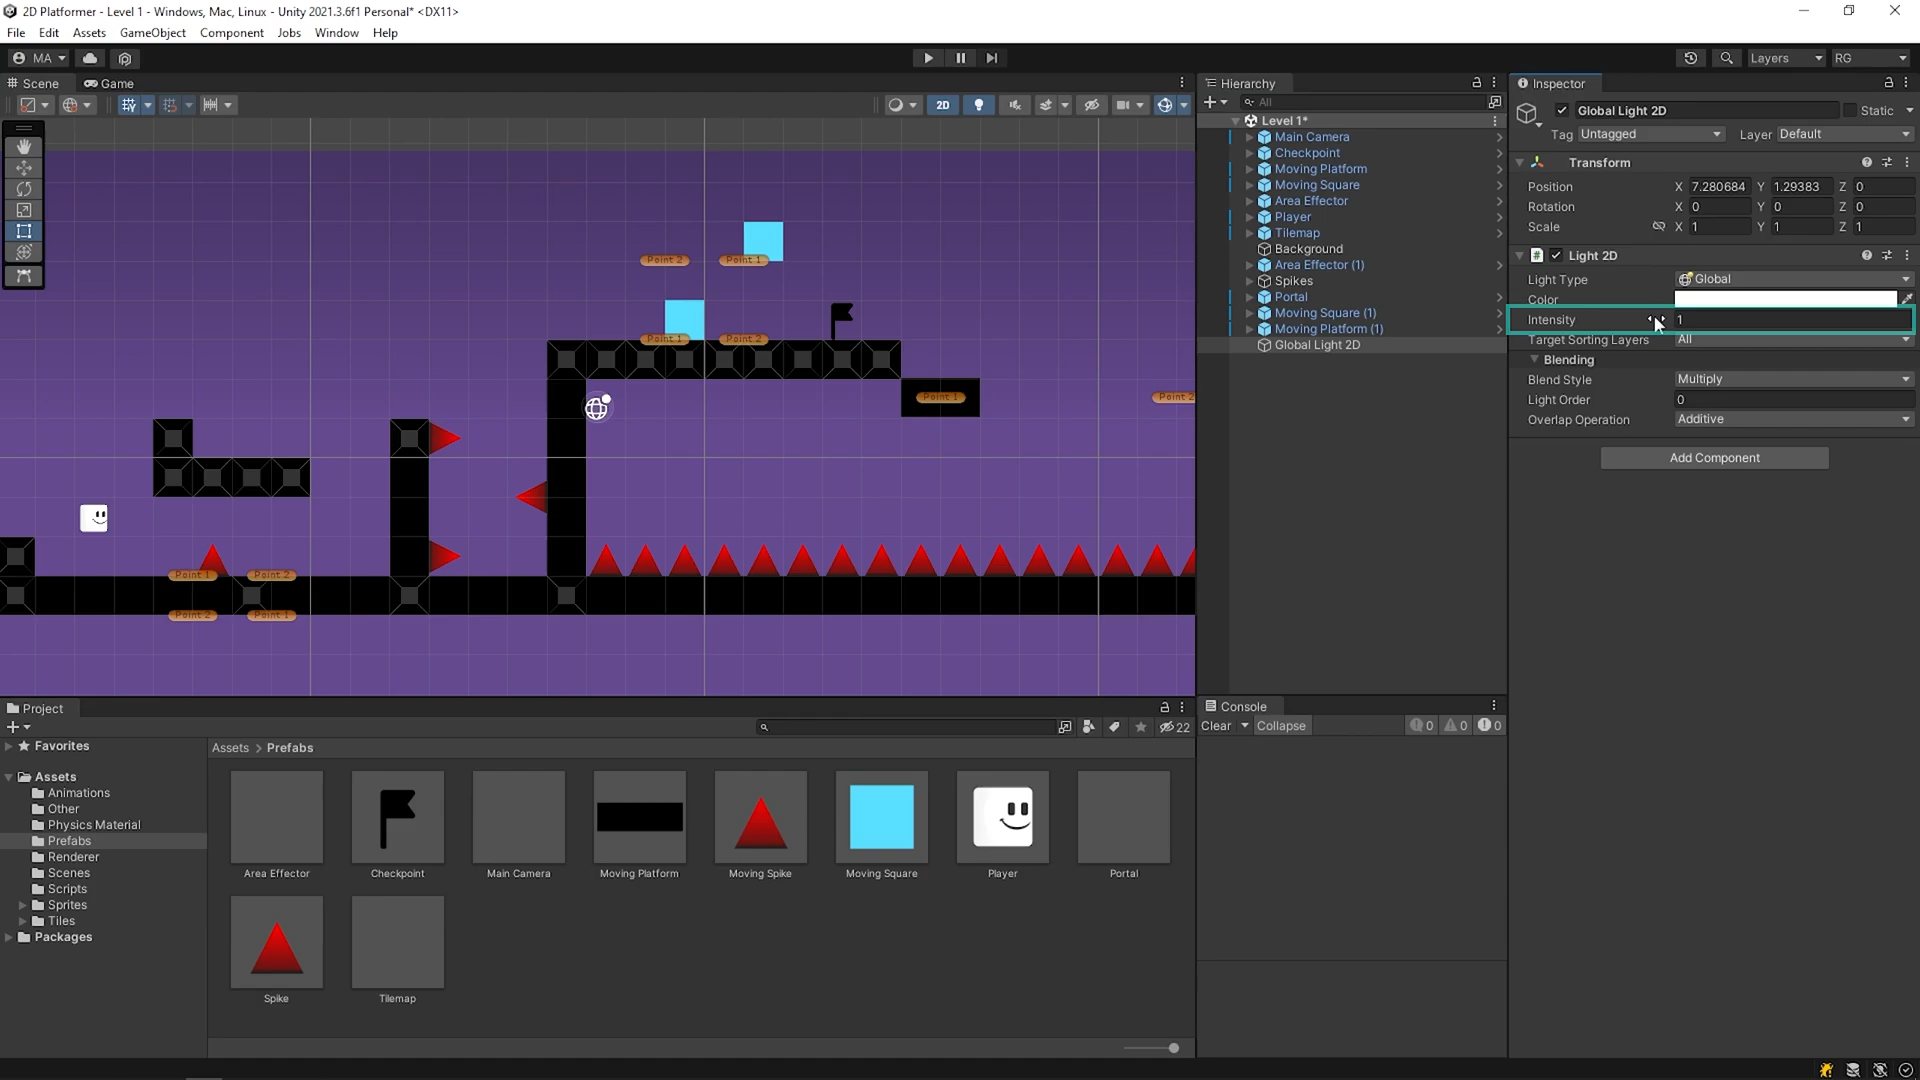 2D Platformer - Level 1 - Windows, Mac, Linux - Unity 2021.3.6f1 Personal* <DX11>
File Edit Assets GameObject Component Jobs Window Help
MA Layers RG
Scene Game
2D
Point 2 Point 1
Point 1 Point 2
Point 1 Point 2
Point 1 Point 2
Point 2 Point 1
Hierarchy
All
Level 1*
Main Camera
Checkpoint
Moving Platform
Moving Square
Area Effector
Player
Tilemap
Background
Area Effector (1)
Spikes
Portal
Moving Square (1)
Moving Platform (1)
Global Light 2D
Inspector
Global Light 2D Static
Tag Untagged Layer Default
Transform
Position X 7.280684 Y 1.29383 Z 0
Rotation X 0 Y 0 Z 0
Scale X 1 Y 1 Z 1
# Light 2D
Light Type Global
Color
Intensity 1
Target Sorting Layers All
Blending
Blend Style Multiply
Light Order 0
Overlap Operation Additive
Add Component
Project
22
Favorites
Assets
Animations
Other
Physics Material
Prefabs
Renderer
Scenes
Scripts
Sprites
Tiles
Packages
Assets > Prefabs
Area Effector Checkpoint Main Camera Moving Platform Moving Spike Moving Square Player Portal
Spike Tilemap
Console
Clear Collapse 0 0 0